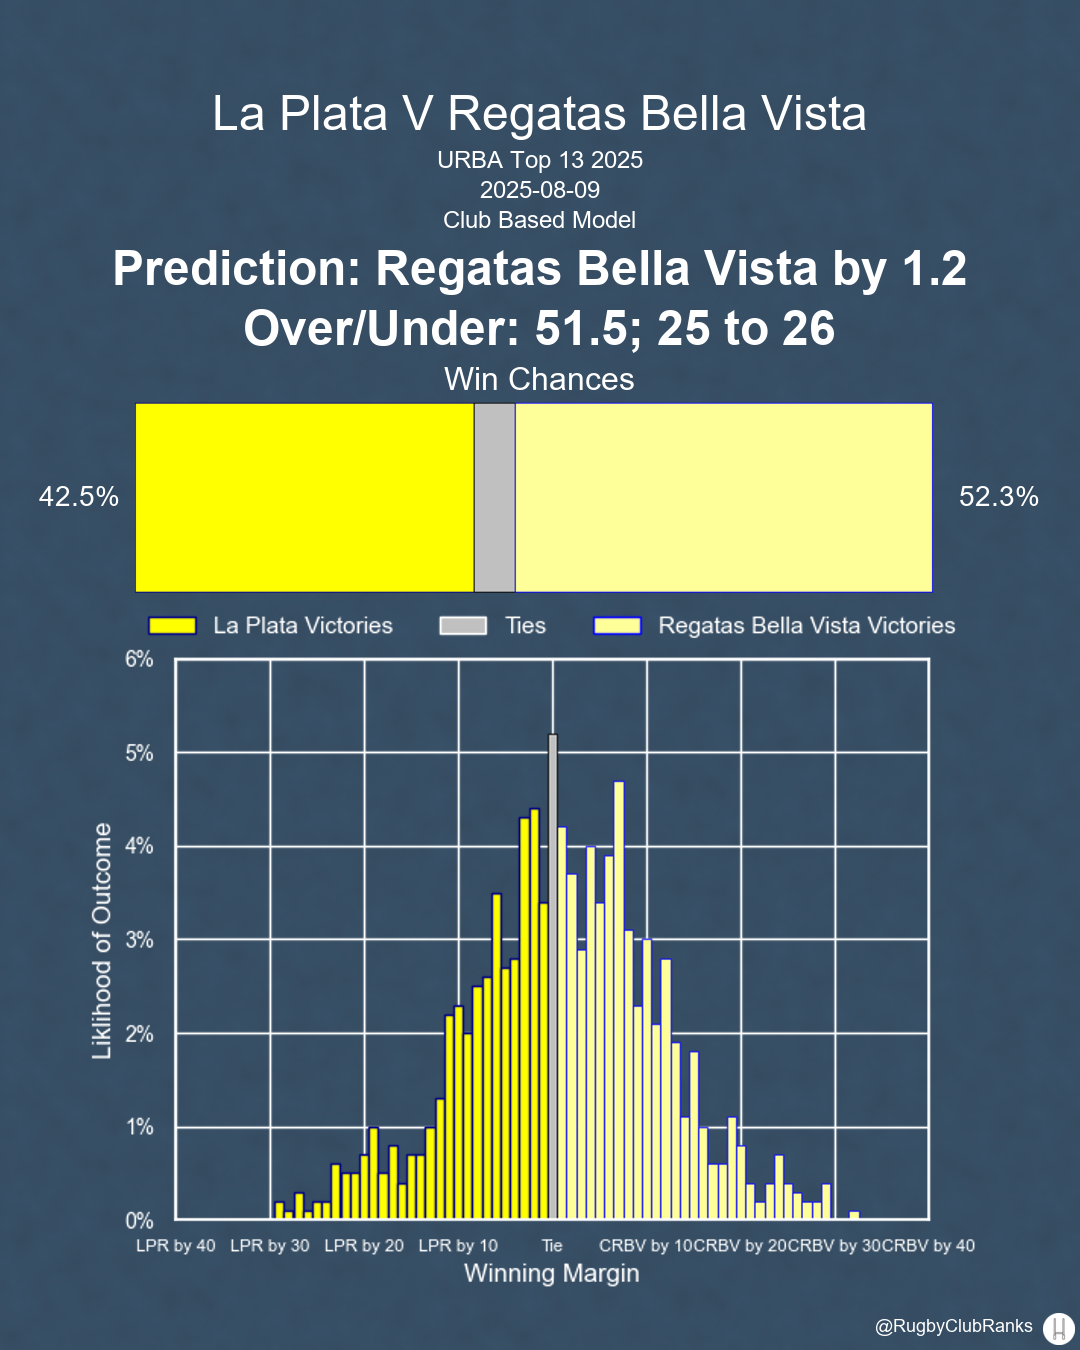 La Plata V Regatas Bella Vista
URBA Top 13 2025
2025-08-09
Club Based Model
Prediction: Regatas Bella Vista by 1.2
Over/Under: 51.5; 25 to 26
Win Chances
42.5%
52.3%
La Plata Victories
Ties
Regatas Bella Vista Victories
6%
5%
4%
3%
2%
1%
0%
Liklihood of Outcome
LPR by 40
LPR by 30
LPR by 20
LPR by 10
Tie
CRBV by 10
CRBV by 20
CRBV by 30
CRBV by 40
Winning Margin
@RugbyClubRanks